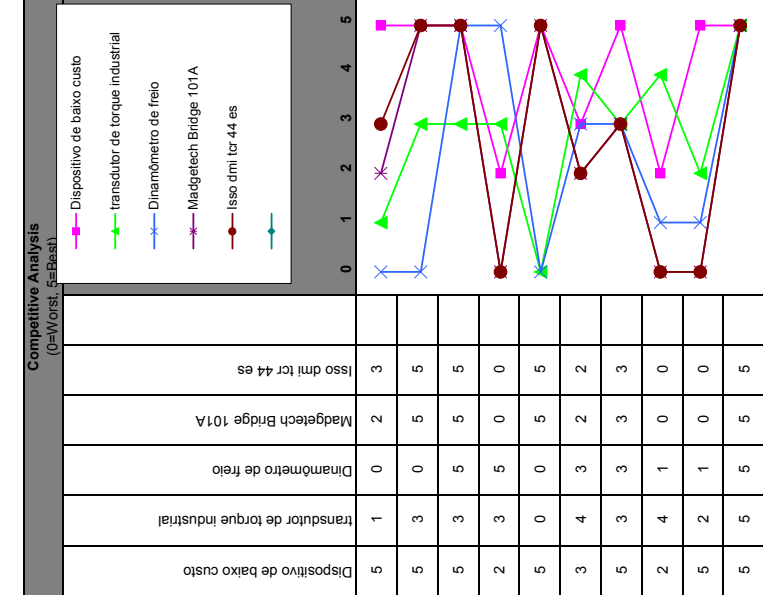 Competitive Analysis
(0=Worst, 5=Best)
Dispositivo de baixo custo
transdutor de torque industrial
Dinamômetro de freio
Madgetech Bridge 101A
Isso dmi tor 44 es
5
4
3
2
1
0
Isso dmi tcr 44 es 3 5 5 0 5 2 3 0 0 5
Madgetech Bridge 101A 2 5 5 0 5 2 3 0 0 5
Dinamômetro de freio 0 0 5 5 0 3 3 1 1 5
transdutor de torque industrial 1 3 3 3 0 4 3 4 2 5
Dispositivo de baixo custo 5 5 5 2 5 3 5 2 5 5